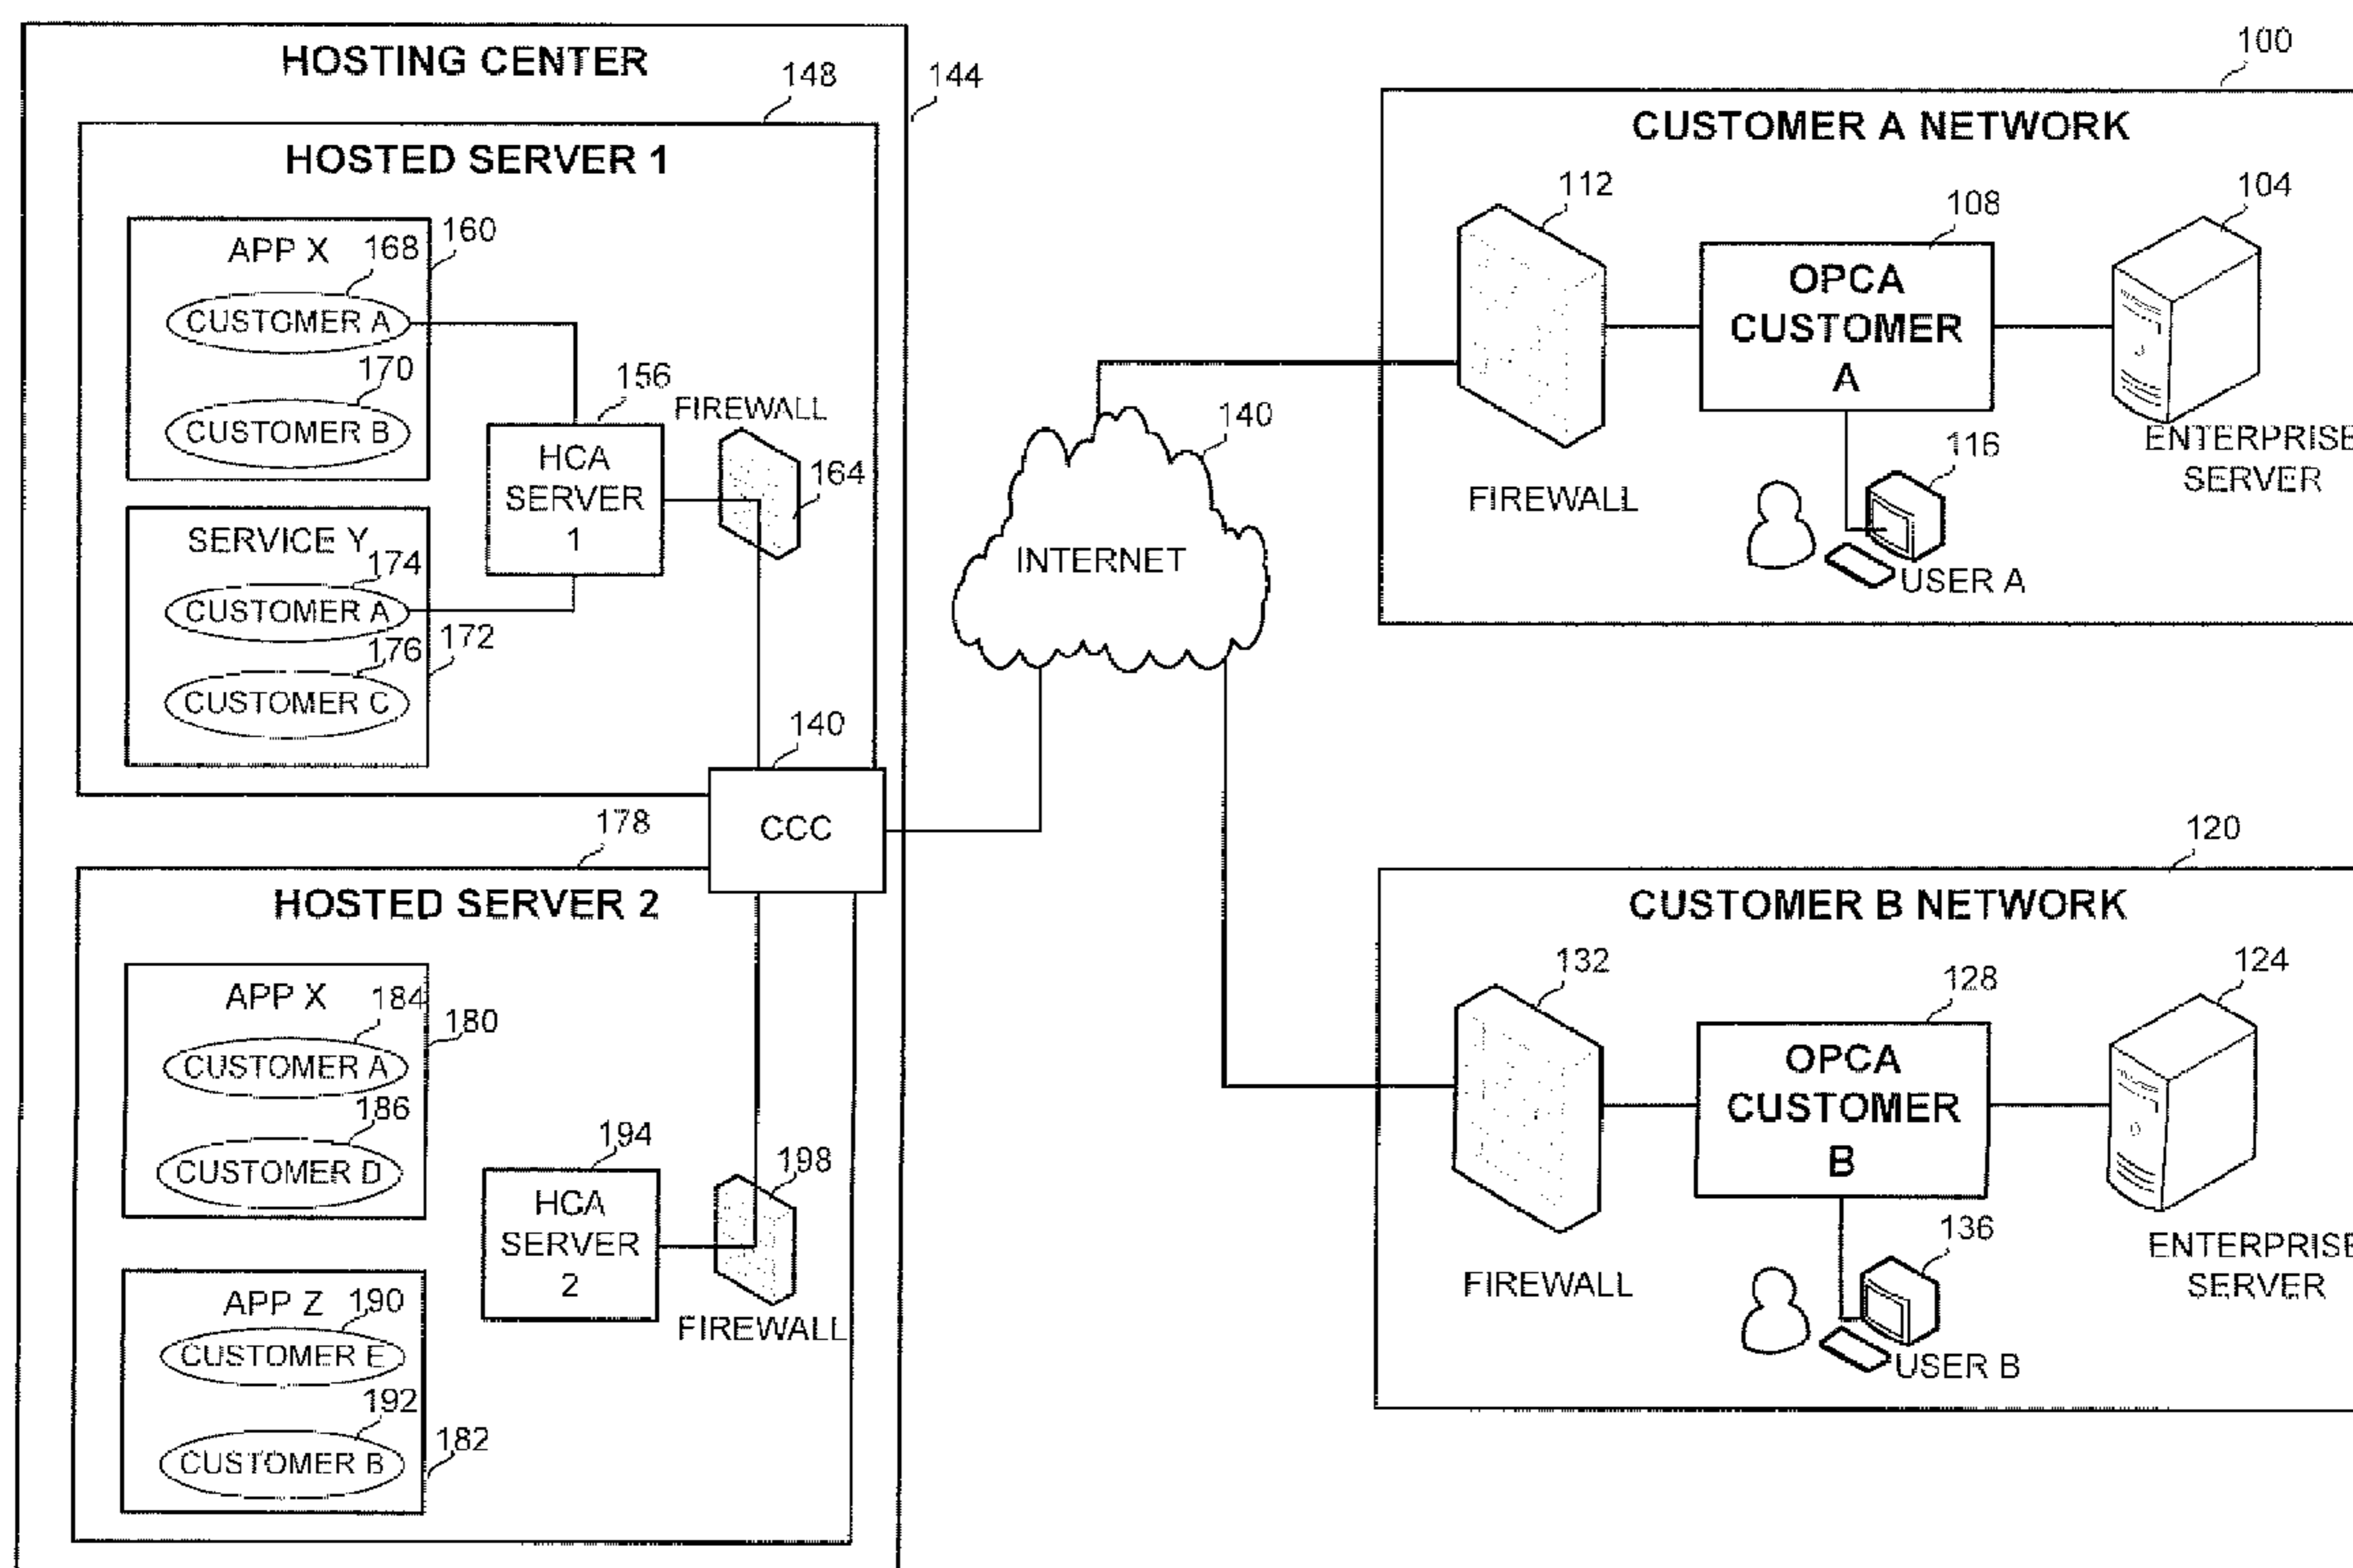 HOSTING CENTER
148
144
HOSTED SERVER 1
APP X
168
160
CUSTOMER A
170
CUSTOMER B
156
FIREWALL
HCA
SERVER
1
164
SERVICE Y
174
CUSTOMER A
176
172
CUSTOMER C
140
CCC
178
HOSTED SERVER 2
APP X
184
180
CUSTOMER A
186
CUSTOMER D
194
198
HCA
SERVER
2
FIREWALL
APP Z
190
CUSTOMER E
192
CUSTOMER B
182
140
INTERNET
100
CUSTOMER A NETWORK
112
108
104
OPCA
CUSTOMER
A
FIREWALL
116
USER A
ENTERPRISE
SERVER
120
CUSTOMER B NETWORK
132
128
124
OPCA
CUSTOMER
B
FIREWALL
136
USER B
ENTERPRISE
SERVER